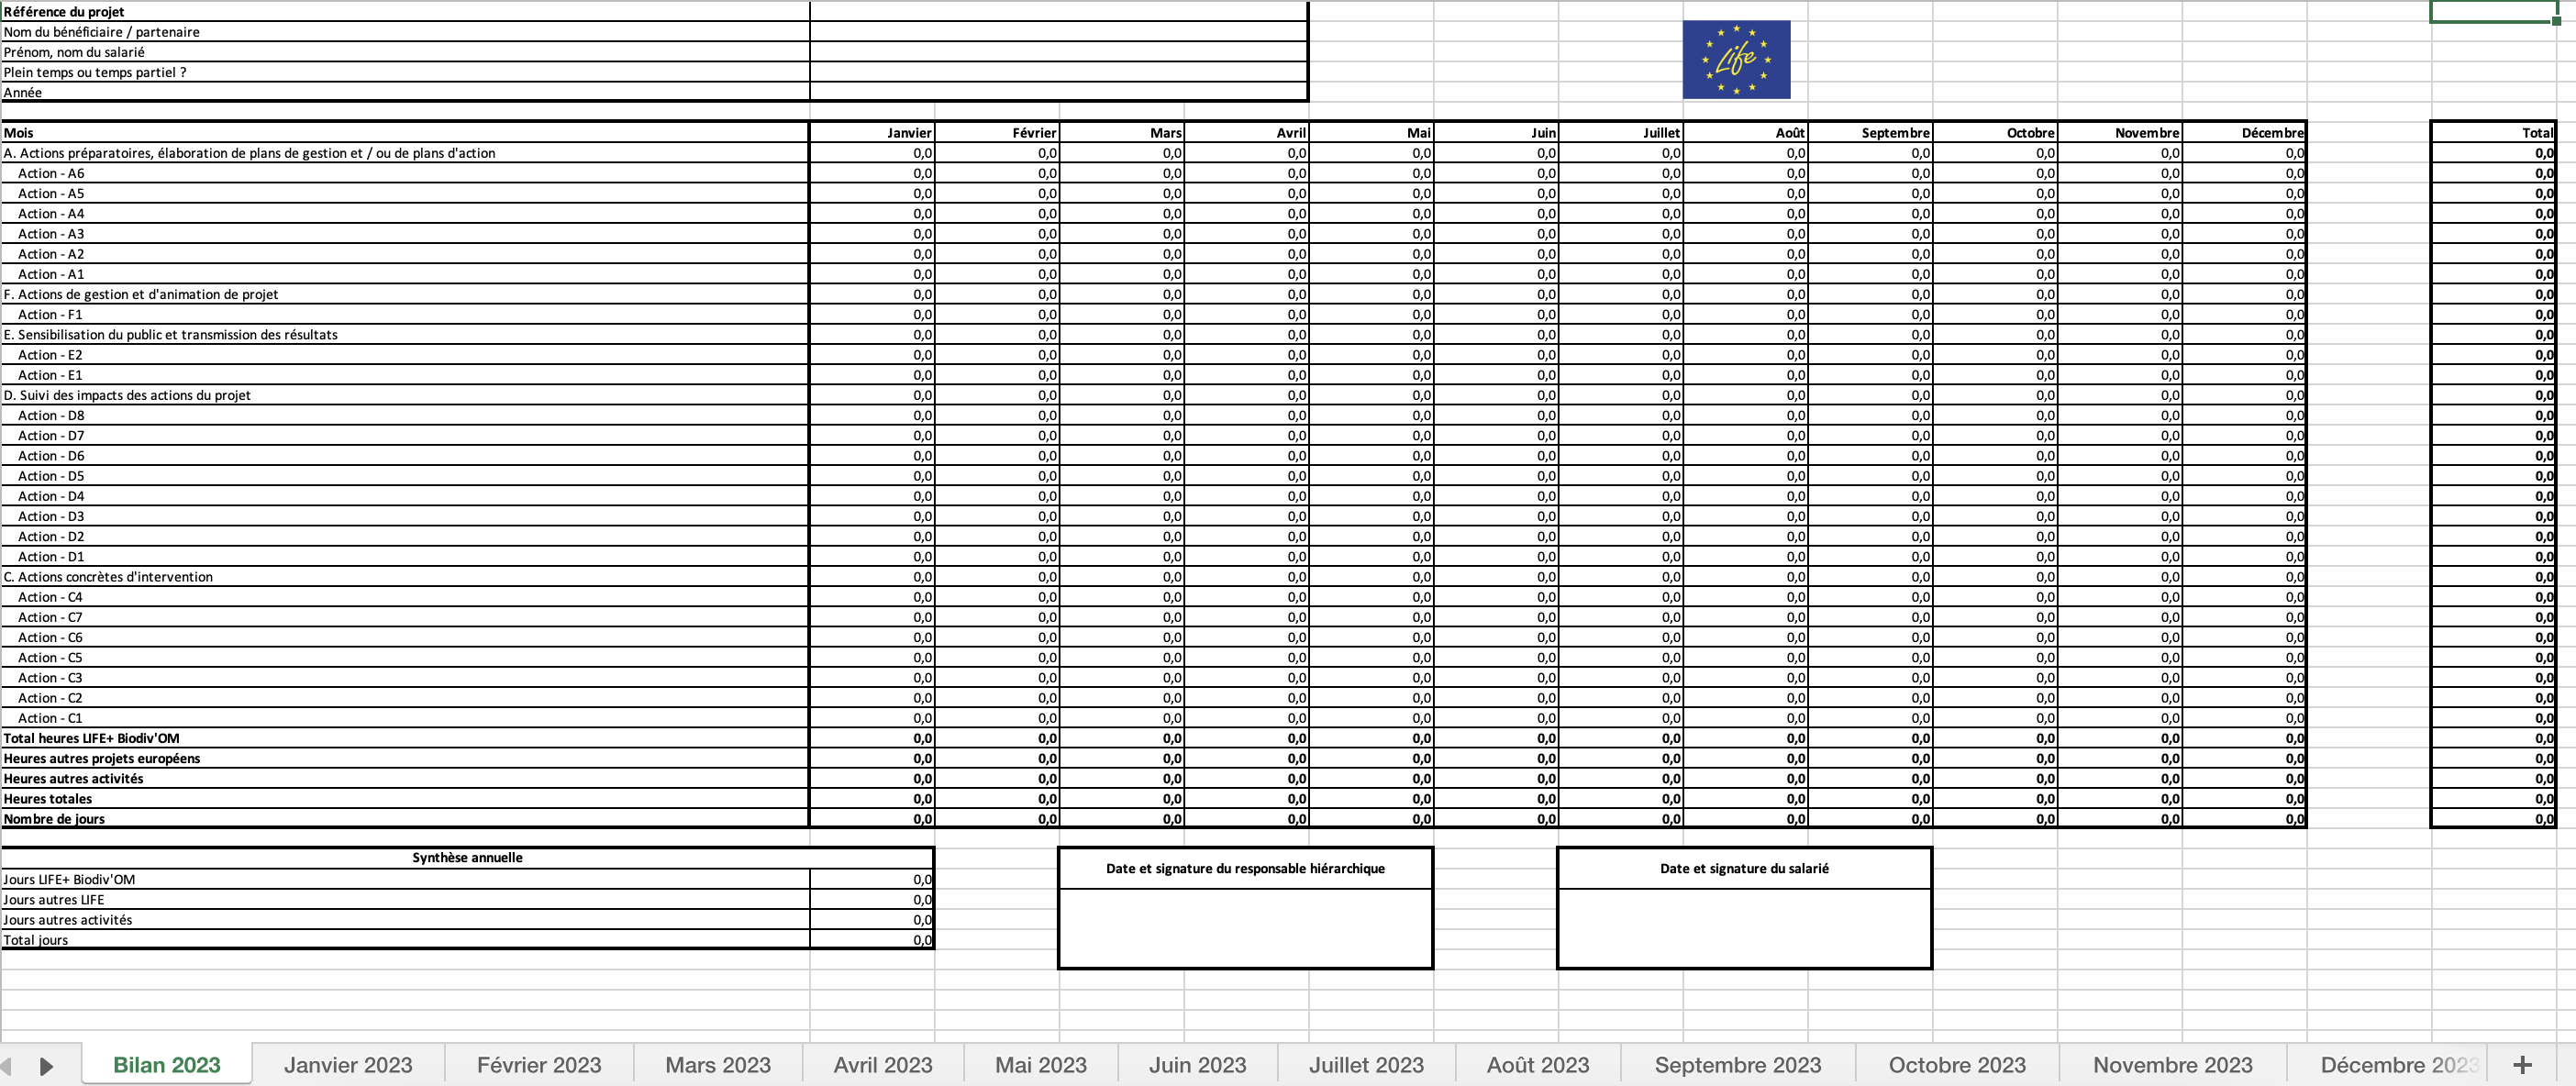 Référence du projet
Nom du bénéficiaire / partenaire
Prénom, nom du salarié
Plein temps ou temps partiel ?
Année
Life
Mois Janvier Février Mars Avril Mai Juin Juillet Août Septembre Octobre Novembre Décembre Total
A. Actions préparatoires, élaboration de plans de gestion et / ou de plans d'action 0,0 0,0 0,0 0,0 0,0 0,0 0,0 0,0 0,0 0,0 0,0 0,0 0,0
Action - A6 0,0 0,0 0,0 0,0 0,0 0,0 0,0 0,0 0,0 0,0 0,0 0,0 0,0
Action - A5 0,0 0,0 0,0 0,0 0,0 0,0 0,0 0,0 0,0 0,0 0,0 0,0 0,0
Action - A4 0,0 0,0 0,0 0,0 0,0 0,0 0,0 0,0 0,0 0,0 0,0 0,0 0,0
Action - A3 0,0 0,0 0,0 0,0 0,0 0,0 0,0 0,0 0,0 0,0 0,0 0,0 0,0
Action - A2 0,0 0,0 0,0 0,0 0,0 0,0 0,0 0,0 0,0 0,0 0,0 0,0 0,0
Action - A1 0,0 0,0 0,0 0,0 0,0 0,0 0,0 0,0 0,0 0,0 0,0 0,0 0,0
F. Actions de gestion et d'animation de projet 0,0 0,0 0,0 0,0 0,0 0,0 0,0 0,0 0,0 0,0 0,0 0,0 0,0
Action - F1 0,0 0,0 0,0 0,0 0,0 0,0 0,0 0,0 0,0 0,0 0,0 0,0 0,0
E. Sensibilisation du public et transmission des résultats 0,0 0,0 0,0 0,0 0,0 0,0 0,0 0,0 0,0 0,0 0,0 0,0 0,0
Action - E2 0,0 0,0 0,0 0,0 0,0 0,0 0,0 0,0 0,0 0,0 0,0 0,0 0,0
Action - E1 0,0 0,0 0,0 0,0 0,0 0,0 0,0 0,0 0,0 0,0 0,0 0,0 0,0
D. Suivi des impacts des actions du projet 0,0 0,0 0,0 0,0 0,0 0,0 0,0 0,0 0,0 0,0 0,0 0,0 0,0
Action - D8 0,0 0,0 0,0 0,0 0,0 0,0 0,0 0,0 0,0 0,0 0,0 0,0 0,0
Action - D7 0,0 0,0 0,0 0,0 0,0 0,0 0,0 0,0 0,0 0,0 0,0 0,0 0,0
Action - D6 0,0 0,0 0,0 0,0 0,0 0,0 0,0 0,0 0,0 0,0 0,0 0,0 0,0
Action - D5 0,0 0,0 0,0 0,0 0,0 0,0 0,0 0,0 0,0 0,0 0,0 0,0 0,0
Action - D4 0,0 0,0 0,0 0,0 0,0 0,0 0,0 0,0 0,0 0,0 0,0 0,0 0,0
Action - D3 0,0 0,0 0,0 0,0 0,0 0,0 0,0 0,0 0,0 0,0 0,0 0,0 0,0
Action - D2 0,0 0,0 0,0 0,0 0,0 0,0 0,0 0,0 0,0 0,0 0,0 0,0 0,0
Action - D1 0,0 0,0 0,0 0,0 0,0 0,0 0,0 0,0 0,0 0,0 0,0 0,0 0,0
C. Actions concrètes d'intervention 0,0 0,0 0,0 0,0 0,0 0,0 0,0 0,0 0,0 0,0 0,0 0,0 0,0
Action - C4 0,0 0,0 0,0 0,0 0,0 0,0 0,0 0,0 0,0 0,0 0,0 0,0 0,0
Action - C7 0,0 0,0 0,0 0,0 0,0 0,0 0,0 0,0 0,0 0,0 0,0 0,0 0,0
Action - C6 0,0 0,0 0,0 0,0 0,0 0,0 0,0 0,0 0,0 0,0 0,0 0,0 0,0
Action - C5 0,0 0,0 0,0 0,0 0,0 0,0 0,0 0,0 0,0 0,0 0,0 0,0 0,0
Action - C3 0,0 0,0 0,0 0,0 0,0 0,0 0,0 0,0 0,0 0,0 0,0 0,0 0,0
Action - C2 0,0 0,0 0,0 0,0 0,0 0,0 0,0 0,0 0,0 0,0 0,0 0,0 0,0
Action - C1 0,0 0,0 0,0 0,0 0,0 0,0 0,0 0,0 0,0 0,0 0,0 0,0 0,0
Total heures LIFE+ Biodiv'OM 0,0 0,0 0,0 0,0 0,0 0,0 0,0 0,0 0,0 0,0 0,0 0,0 0,0
Heures autres projets européens 0,0 0,0 0,0 0,0 0,0 0,0 0,0 0,0 0,0 0,0 0,0 0,0 0,0
Heures autres activités 0,0 0,0 0,0 0,0 0,0 0,0 0,0 0,0 0,0 0,0 0,0 0,0 0,0
Heures totales 0,0 0,0 0,0 0,0 0,0 0,0 0,0 0,0 0,0 0,0 0,0 0,0 0,0
Nombre de jours 0,0 0,0 0,0 0,0 0,0 0,0 0,0 0,0 0,0 0,0 0,0 0,0 0,0
Synthèse annuelle
Jours LIFE+ Biodiv'OM 0,0
Jours autres LIFE 0,0
Jours autres activités 0,0
Total jours 0,0
Date et signature du responsable hiérarchique
Date et signature du salarié
Bilan 2023 Janvier 2023 Février 2023 Mars 2023 Avril 2023 Mai 2023 Juin 2023 Juillet 2023 Août 2023 Septembre 2023 Octobre 2023 Novembre 2023 Décembre 2023 +